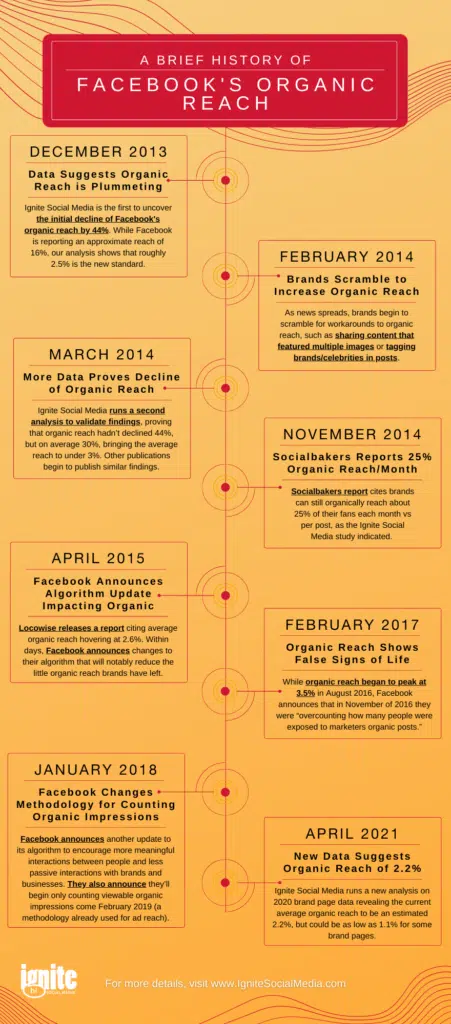 A BRIEF HISTORY OF
FACEBOOK'S ORGANIC
REACH
DECEMBER 2013
Data Suggests Organic
Reach is Plummeting
Ignite Social Media is the first to uncover
the initial decline of Facebook's
organic reach by 44%. While Facebook
is reporting an approximate reach of
16%, our analysis shows that roughly
2.5% is the new standard.
FEBRUARY 2014
Brands Scramble to
Increase Organic Reach
As news spreads, brands begin to
scramble for workarounds to organic
reach, such as sharing content that
featured multiple images or tagging
brands/celebrities in posts.
MARCH 2014
More Data Proves Decline
of Organic Reach
Ignite Social Media runs a second
analysis to validate findings, proving
that organic reach hadn't declined 44%,
but on average 30%, bringing the average
reach to under 3%. Other publications
begin to publish similar findings.
NOVEMBER 2014
Socialbakers Reports 25%
Organic Reach/Month
Socialbakers report cites brands
can still organically reach about
25% of their fans each month vs
per post, as the Ignite Social
Media study indicated.
APRIL 2015
Facebook Announces
Algorithm Update
Impacting Organic
Locowise releases a report citing average
organic reach hovering at 2.6%. Within
days, Facebook announces changes to
their algorithm that will notably reduce the
little organic reach brands have left.
FEBRUARY 2017
Organic Reach Shows
False Signs of Life
While organic reach began to peak at
3.5% in August 2016, Facebook
announces that in November of 2016 they
were "overcounting how many people were
exposed to marketers organic posts."
JANUARY 2018
Facebook Changes
Methodology for Counting
Organic Impressions
Facebook announces another update to
its algorithm to encourage more meaningful
interactions between people and less
passive interactions with brands and
businesses. They also announce they'll
begin only counting viewable organic
impressions come February 2019 (a
methodology already used for ad reach).
APRIL 2021
New Data Suggests
Organic Reach of 2.2%
Ignite Social Media runs a new analysis on
2020 brand page data revealing the current
average organic reach to be an estimated
2.2%, but could be as low as 1.1% for some
brand pages.
ignite
SOCIAL MEDIA
For more details, visit www.IgniteSocialMedia.com